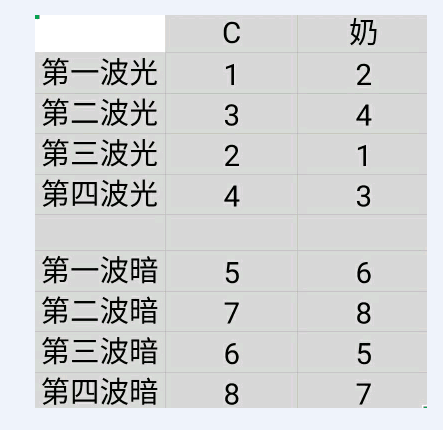 C 奶
第一波光 1 2
第二波光 3 4
第三波光 2 1
第四波光 4 3
第一波暗 5 6
第二波暗 7 8
第三波暗 6 5
第四波暗 8 7